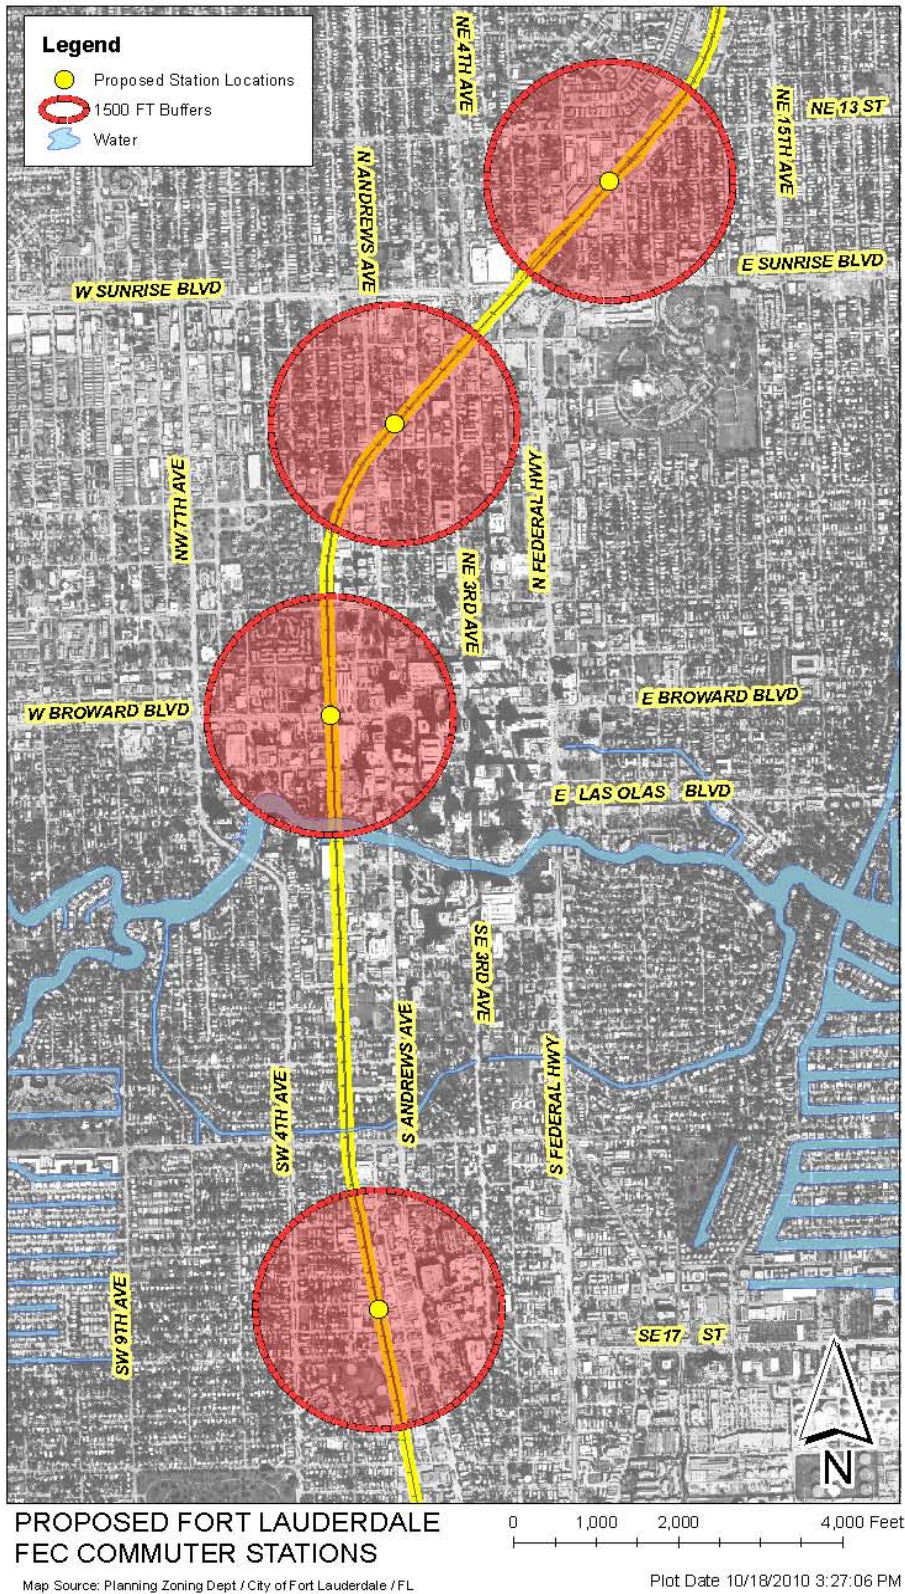 Legend
Proposed Station Locations
1500 FT Buffers
Water
NE 4TH AVE
NE 13 ST
NE 15TH AVE
N ANDREWS AVE
E SUNRISE BLVD
W SUNRISE BLVD
NW 7TH AVE
N FEDERAL HWY
NE 3RD AVE
E BROWARD BLVD
W BROWARD BLVD
E LAS OLAS BLVD
SE 3RD AVE
S ANDREWS AVE
S FEDERAL HWY
SW 4TH AVE
SW 9TH AVE
SE 17 ST
N
PROPOSED FORT LAUDERDALE
FEC COMMUTER STATIONS
0 1,000 2,000 4,000 Feet
Map Source: Planning Zoning Dept / City of Fort Lauderdale / FL
Plot Date 10/18/2010 3:27:06 PM